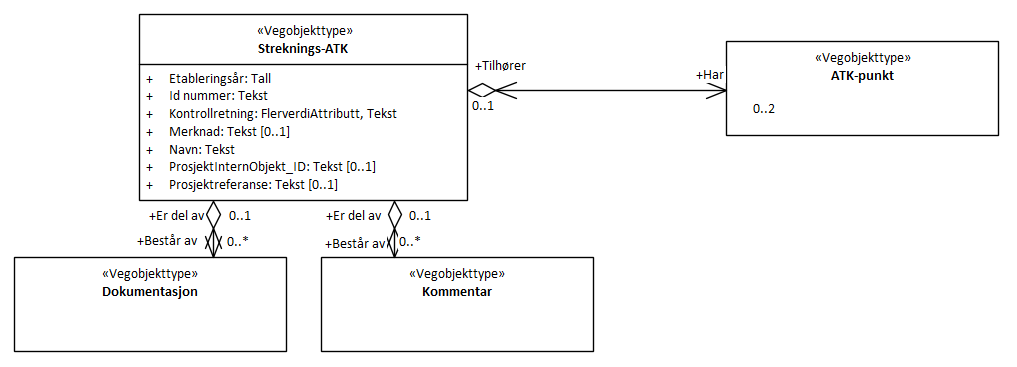 «Vegobjekttype»
Streknings-ATK
+ Etableringsår: Tall
+ Id nummer: Tekst
+ Kontrollretning: FlerverdiAttributt, Tekst
+ Merknad: Tekst [0..1]
+ Navn: Tekst
+ ProsjektInternObjekt_ID: Tekst [0..1]
+ Prosjektreferanse: Tekst [0..1]
+Tilhører
0..1
+Har
«Vegobjekttype»
ATK-punkt
0..2
+Er del av 0..1
+Består av 0..*
+Er del av 0..1
+Består av 0..*
«Vegobjekttype»
Dokumentasjon
«Vegobjekttype»
Kommentar